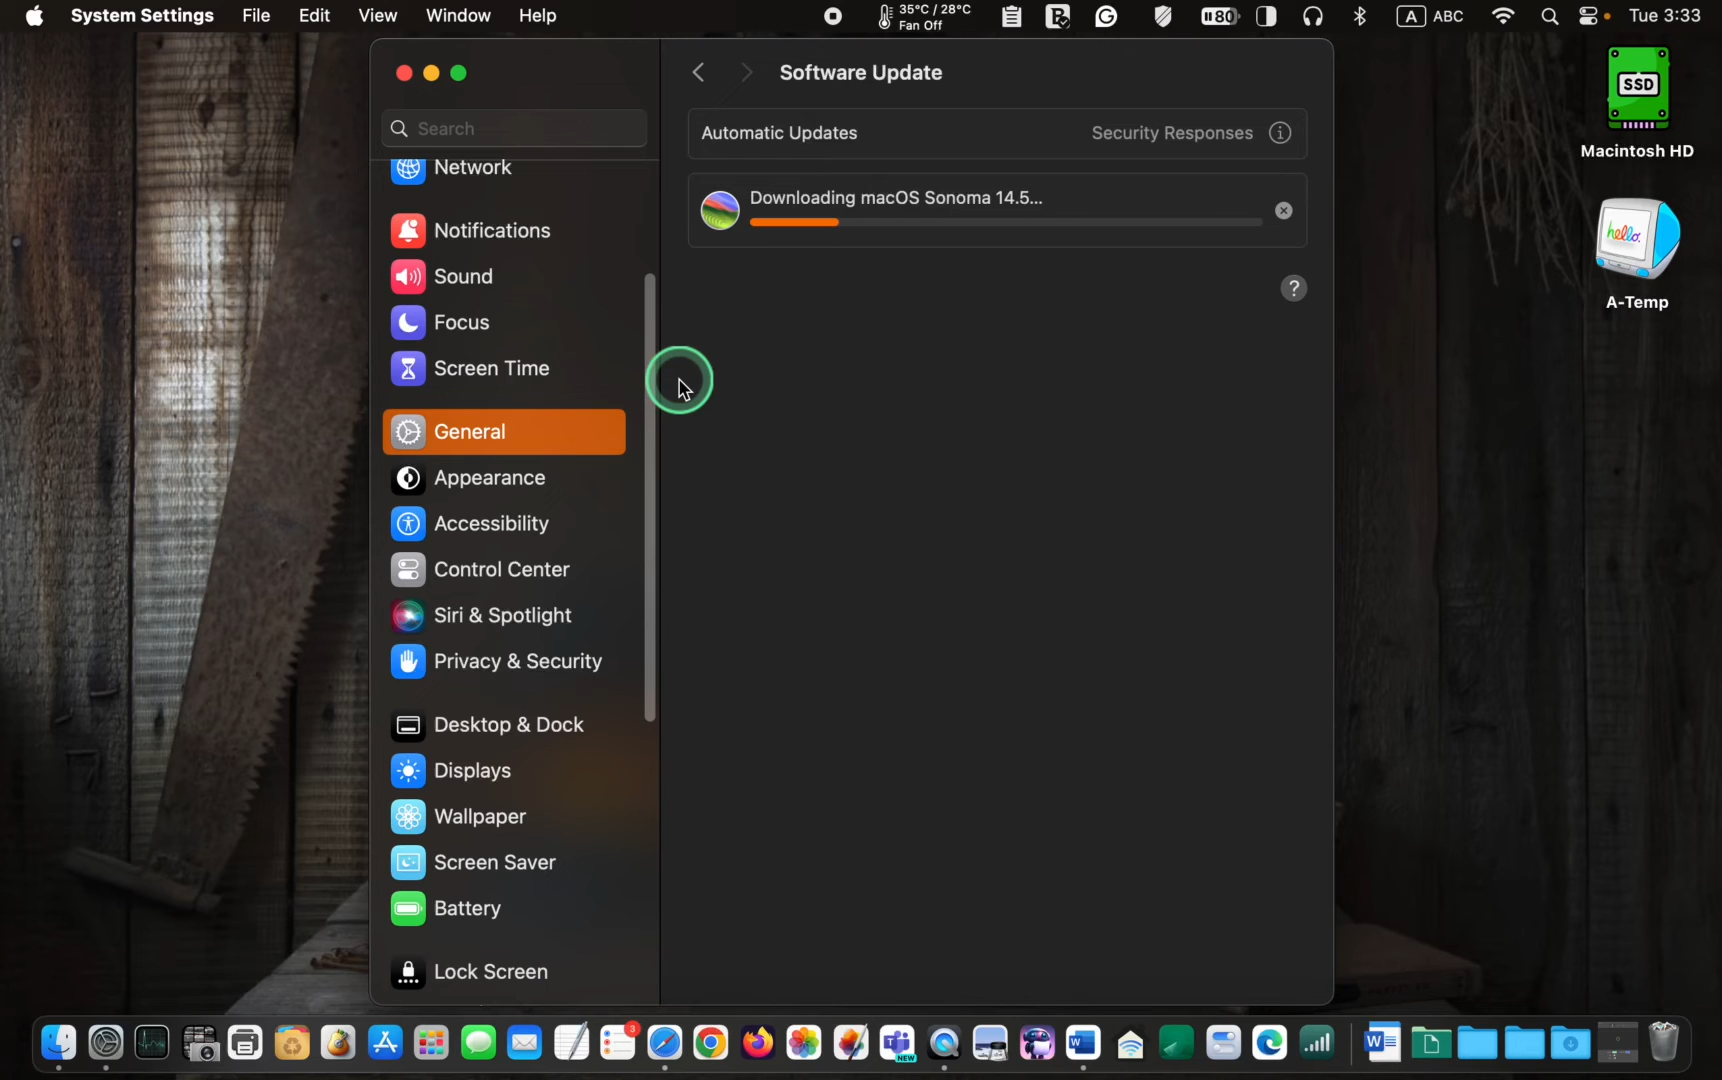 System Settings File Edit View Window Help 35°C / 28°C Fan Off 80 A ABC Tue 3:33
Software Update
Search
Automatic Updates Security Responses
Downloading macOS Sonoma 14.5...
?
Network
Notifications
Sound
Focus
Screen Time
General
Appearance
Accessibility
Control Center
Siri & Spotlight
Privacy & Security
Desktop & Dock
Displays
Wallpaper
Screen Saver
Battery
Lock Screen
SSD
Macintosh HD
hello.
A-Temp
3
NEW
W
W